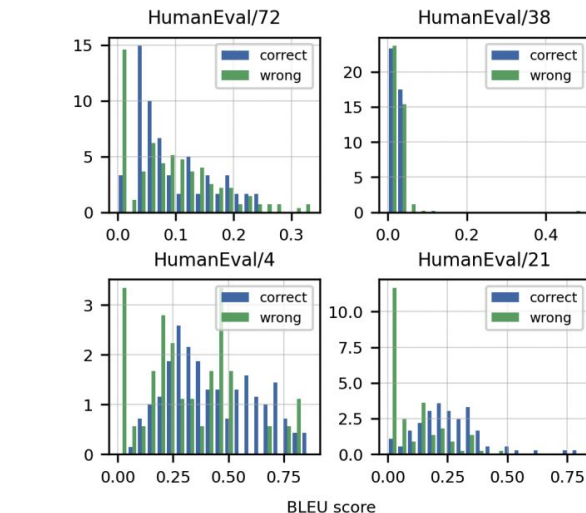 HumanEval/72
15
10
5
0
0.0 0.1 0.2 0.3
correct
wrong
HumanEval/38
20
15
10
5
0
0.0 0.2 0.4
correct
wrong
HumanEval/4
3
2
1
0
0.00 0.25 0.50 0.75
correct
wrong
HumanEval/21
10.0
7.5
5.0
2.5
0.0
0.00 0.25 0.50 0.75
correct
wrong
BLEU score